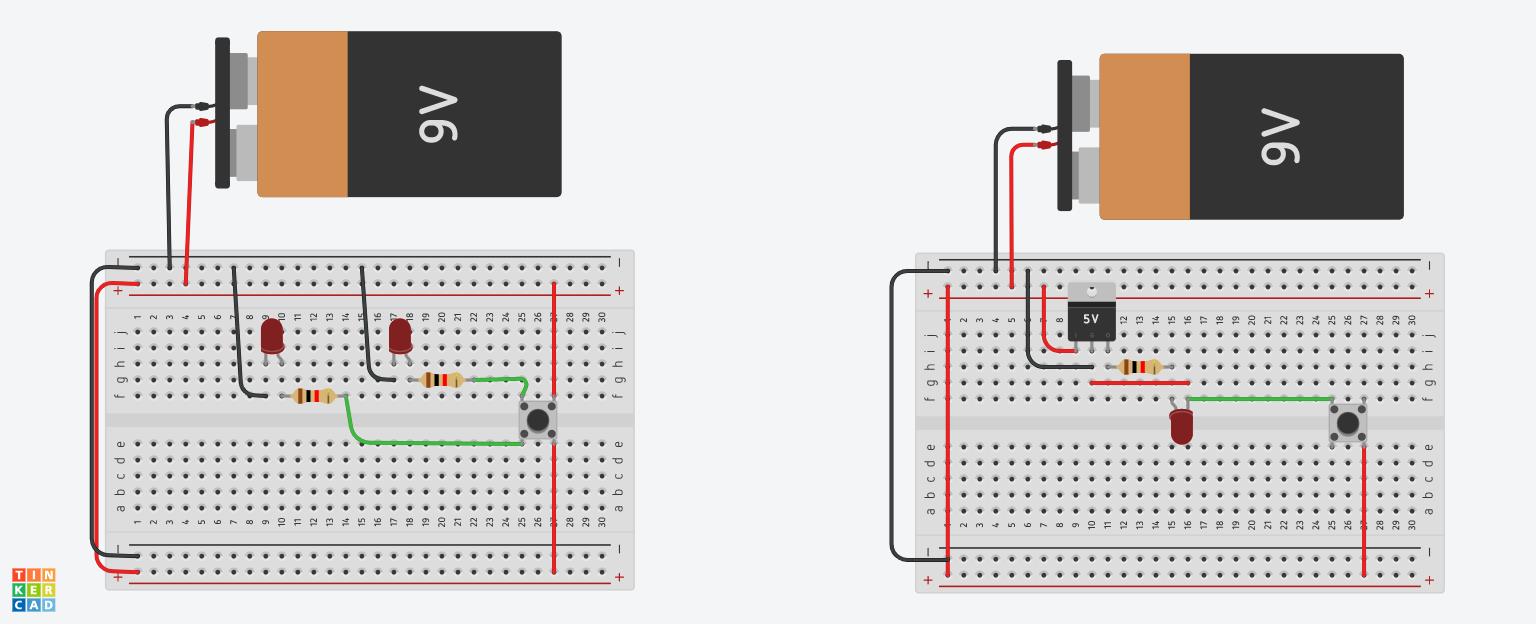 9V
9V
− −
+ +
1 2 3 4 5 6 7 8 9 10 11 12 13 14 15 16 17 18 19 20 21 22 23 24 25 26 27 28 29 30
j j
i i
h h
g g
f f
e e
d d
c c
b b
a a
1 2 3 4 5 6 7 8 9 10 11 12 13 14 15 16 17 18 19 20 21 22 23 24 25 26 27 28 29 30
− −
+ +
− −
+ +
1 2 3 4 5 6 7 8 12 13 14 15 16 17 18 19 20 21 22 23 24 25 26 27 28 29 30
5V
j j
i i
h h
g g
f f
e e
d d
c c
b b
a a
1 2 3 4 5 6 7 8 9 10 11 12 13 14 15 16 17 18 19 20 21 22 23 24 25 26 27 28 29 30
− −
+ +
TIN
KER
CAD